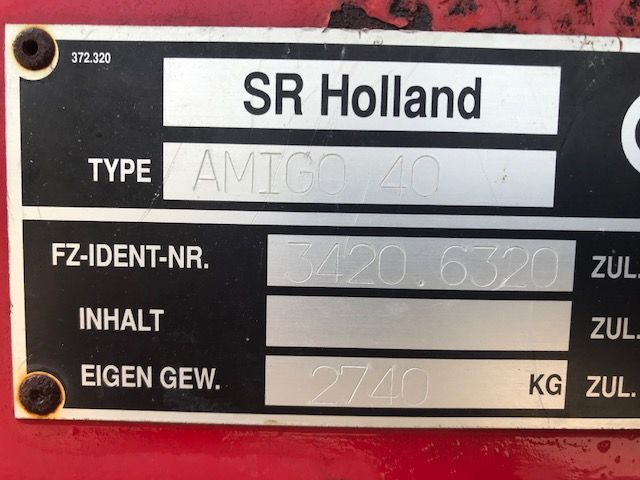 372.320
SR Holland
TYPE AMIGO 40
FZ-IDENT-NR. 3420.6320 ZUL.
INHALT ZUL.
EIGEN GEW. 2740 KG ZUL.